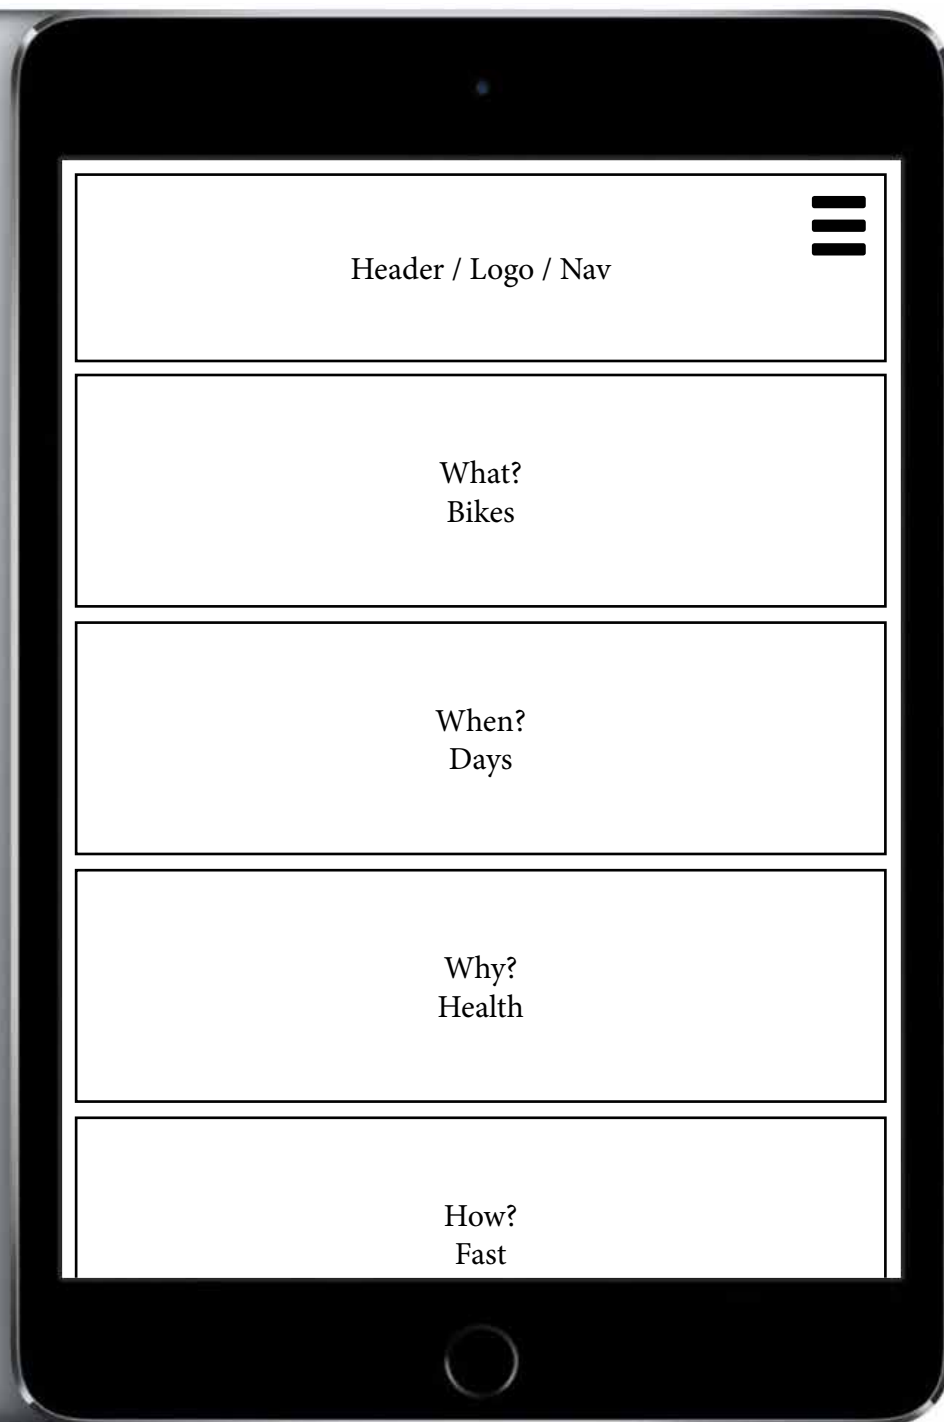 Header / Logo / Nav
What?
Bikes
When?
Days
Why?
Health
How?
Fast